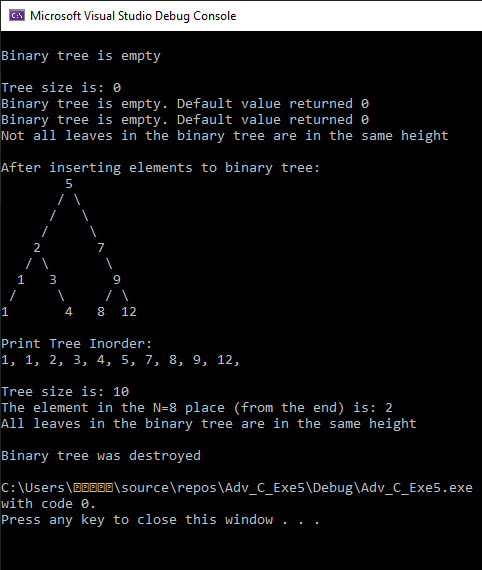 Microsoft Visual Studio Debug Console
Binary tree is empty
Tree size is: 0
Binary tree is empty. Default value returned 0
Binary tree is empty. Default value returned 0
Not all leaves in the binary tree are in the same height
After inserting elements to binary tree:
        5
       / \
      /   \
     /     \
    2       7
   / \       \
  1   3       9
 /     \     / \
1       4   8  12
Print Tree Inorder:
1, 1, 2, 3, 4, 5, 7, 8, 9, 12,
Tree size is: 10
The element in the N=8 place (from the end) is: 2
All leaves in the binary tree are in the same height
Binary tree was destroyed
C:\Users\\source\repos\Adv_C_Exe5\Debug\Adv_C_Exe5.exe
with code 0.
Press any key to close this window . . .